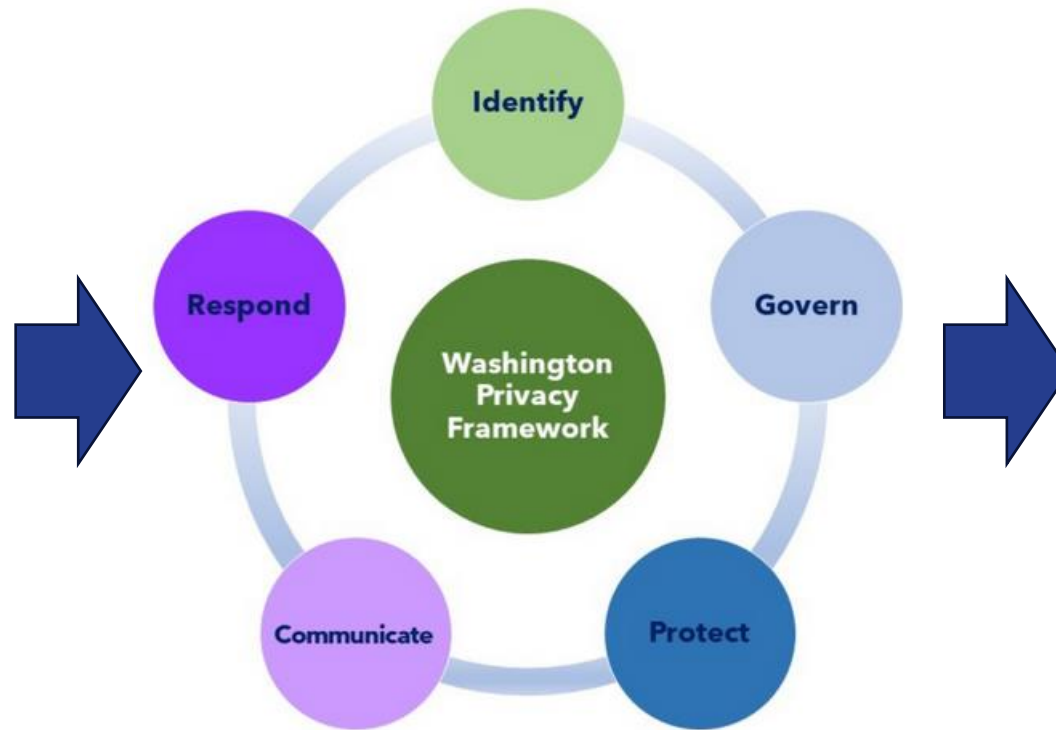 Identify
Respond
Govern
Washington
Privacy
Framework
Communicate
Protect